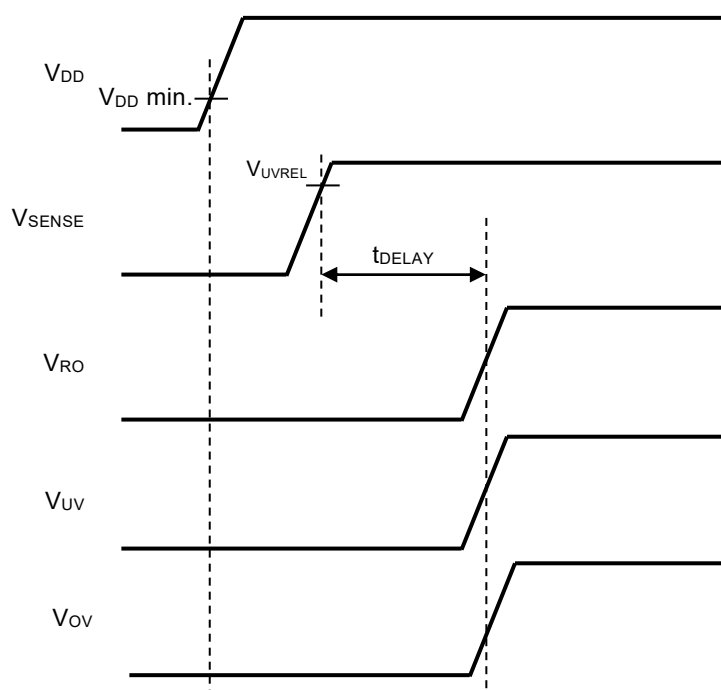 VDD
VDD min.
VUVREL
VSENSE
tDELAY
VRO
VUV
VOV